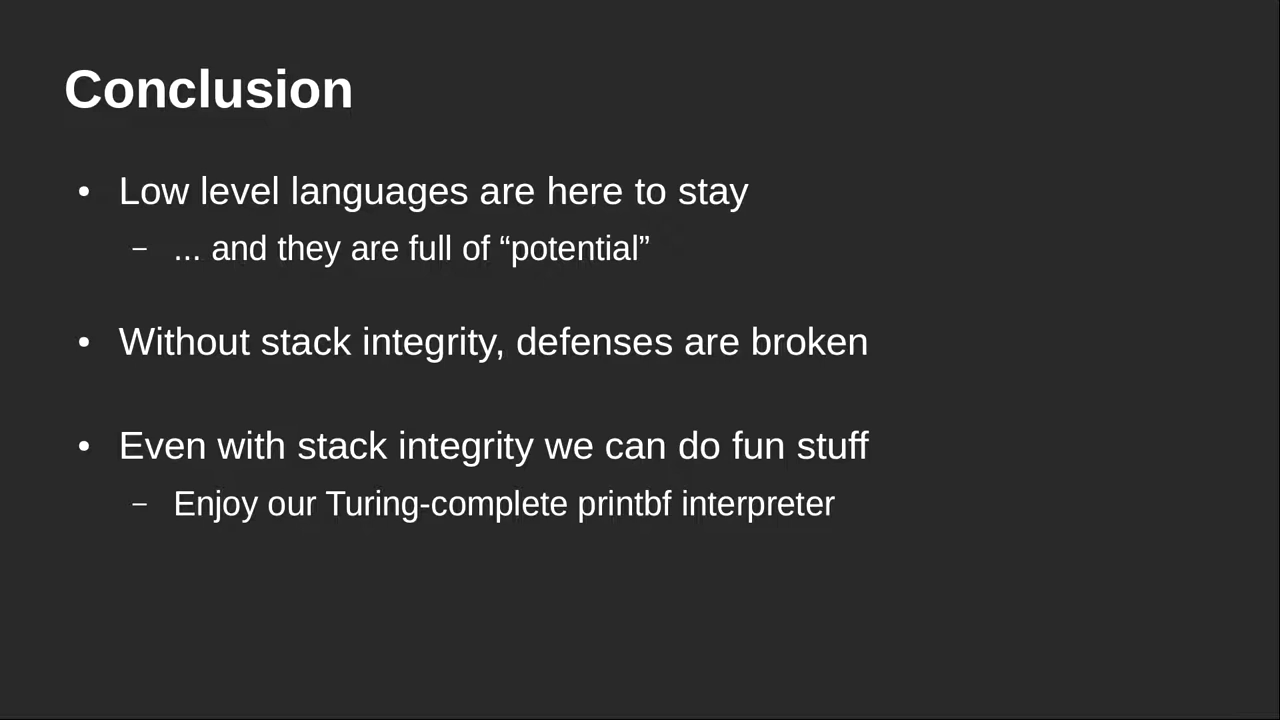 Conclusion
• Low level languages are here to stay
– ... and they are full of “potential”
• Without stack integrity, defenses are broken
• Even with stack integrity we can do fun stuff
– Enjoy our Turing-complete printbf interpreter